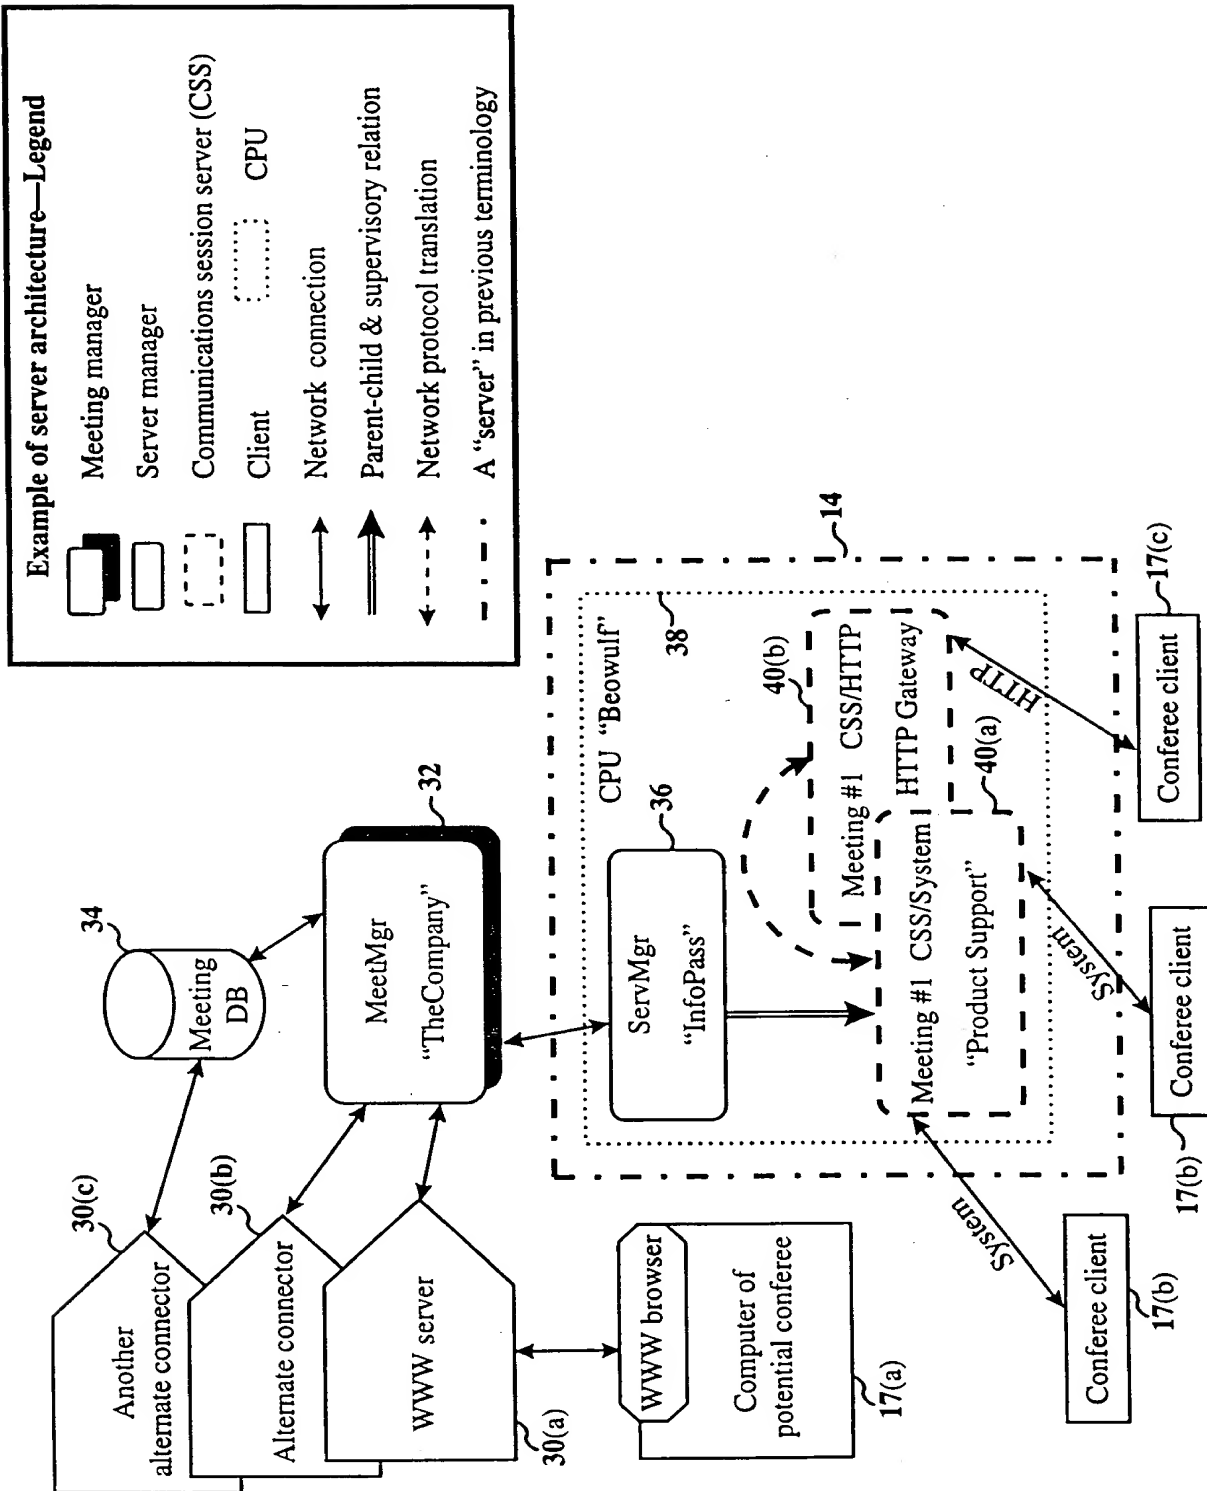 Example of server architecture—Legend
Meeting manager
Server manager
Communications session server (CSS)
Client
CPU
Network connection
Parent-child & supervisory relation
Network protocol translation
A “server” in previous terminology
30(c)
Another
alternate connector
30(b)
Alternate connector
WWW server
30(a)
34
Meeting
DB
32
MeetMgr
“TheCompany”
WWW browser
Computer of
potential conferee
17(a)
14
38
CPU “Beowulf”
36
ServMgr
“InfoPass”
40(b)
Meeting #1 CSS/HTTP
HTTP Gateway
40(a)
Meeting #1 CSS/System
“Product Support”
System
System
HTTP
Conferee client
17(b)
Conferee client
17(b)
Conferee client
17(c)